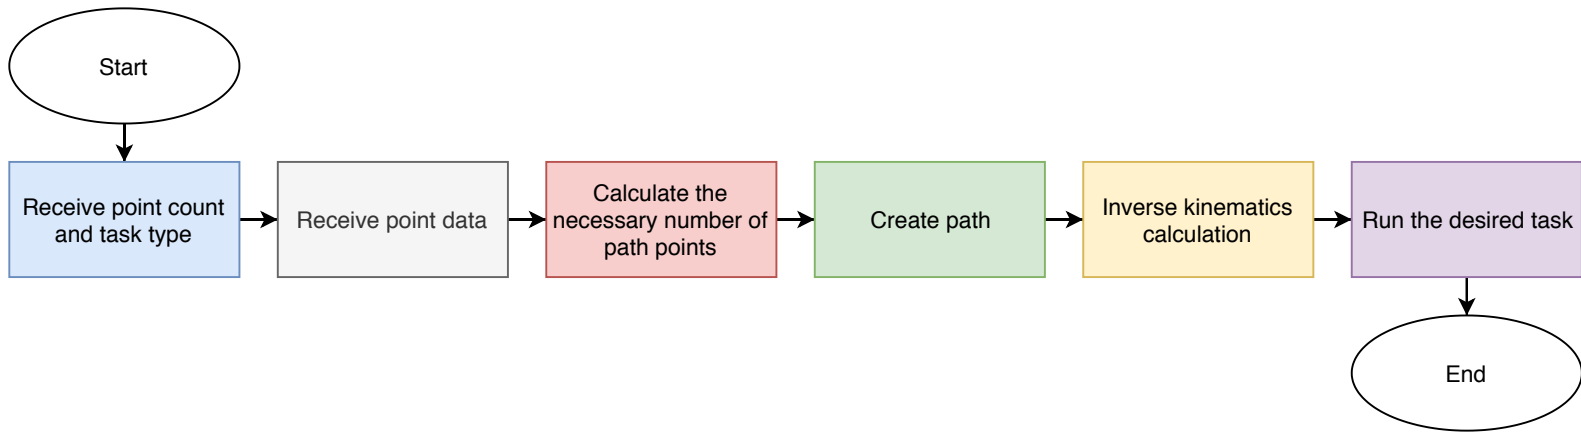 Start
Receive point count
and task type
Receive point data
Calculate the
necessary number of
path points
Create path
Inverse kinematics
calculation
Run the desired task
End